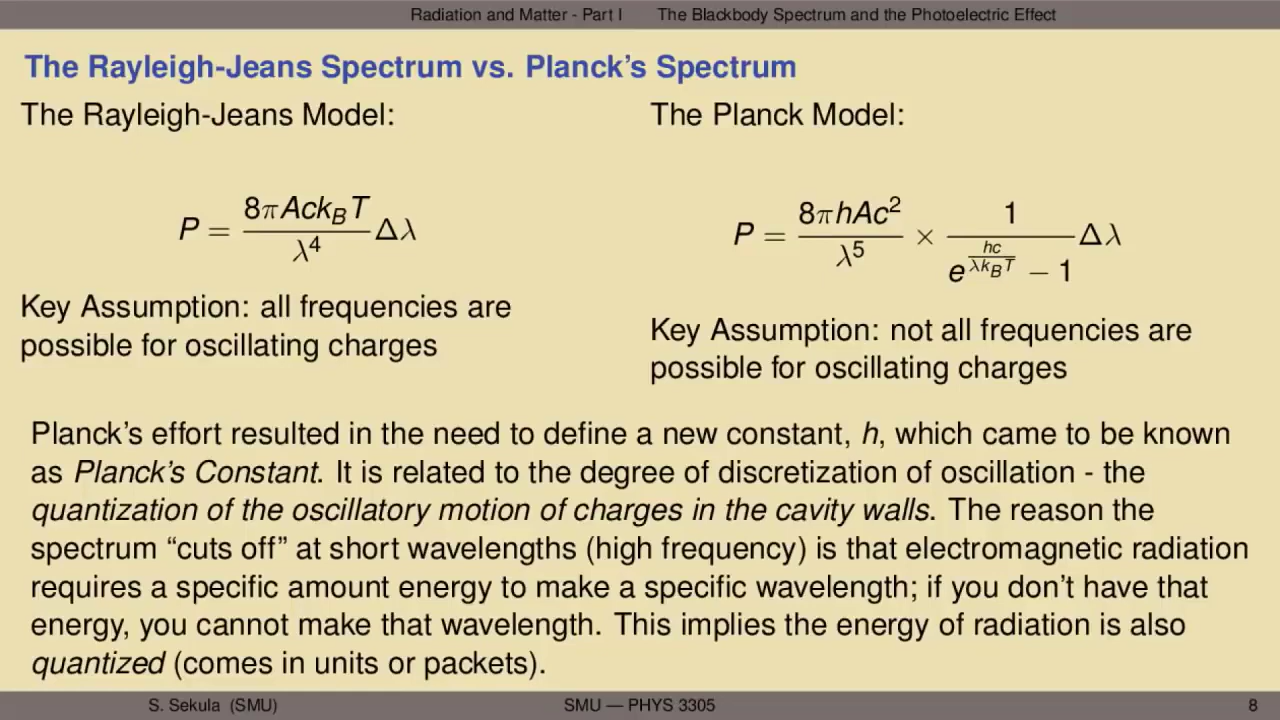 Radiation and Matter - Part I The Blackbody Spectrum and the Photoelectric Effect
The Rayleigh-Jeans Spectrum vs. Planck's Spectrum
The Rayleigh-Jeans Model:
P = \frac{8πAck_BT}{λ^4}Δλ
Key Assumption: all frequencies are
possible for oscillating charges
The Planck Model:
P = \frac{8πhAc^2}{λ^5} × \frac{1}{e^{\frac{hc}{λk_BT}} − 1}Δλ
Key Assumption: not all frequencies are
possible for oscillating charges
Planck's effort resulted in the need to define a new constant, h, which came to be known
as Planck's Constant. It is related to the degree of discretization of oscillation - the
quantization of the oscillatory motion of charges in the cavity walls. The reason the
spectrum “cuts off” at short wavelengths (high frequency) is that electromagnetic radiation
requires a specific amount energy to make a specific wavelength; if you don't have that
energy, you cannot make that wavelength. This implies the energy of radiation is also
quantized (comes in units or packets).
S. Sekula (SMU) SMU — PHYS 3305 8